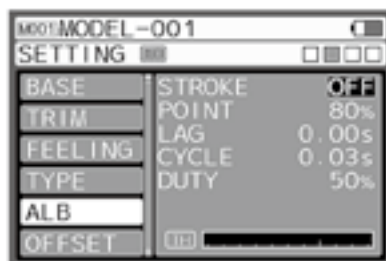 M001:MODEL-001
SETTING
BASE
TRIM
FEELING
TYPE
ALB
OFFSET
STROKE OFF
POINT 80%
LAG 0.00s
CYCLE 0.03s
DUTY 50%
TH